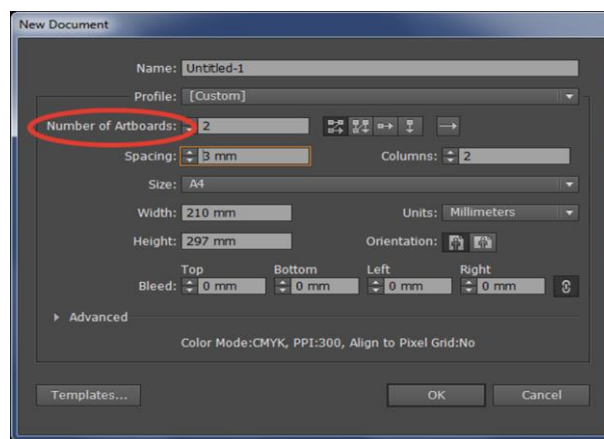 New Document
Name: Untitled-1
Profile: [Custom]
Number of Artboards: 2
Spacing: 3 mm Columns: 2
Size: A4
Width: 210 mm Units: Millimeters
Height: 297 mm Orientation:
Top Bottom Left Right
Bleed: 0 mm 0 mm 0 mm 0 mm
Advanced
Color Mode:CMYK, PPI:300, Align to Pixel Grid:No
Templates... OK Cancel